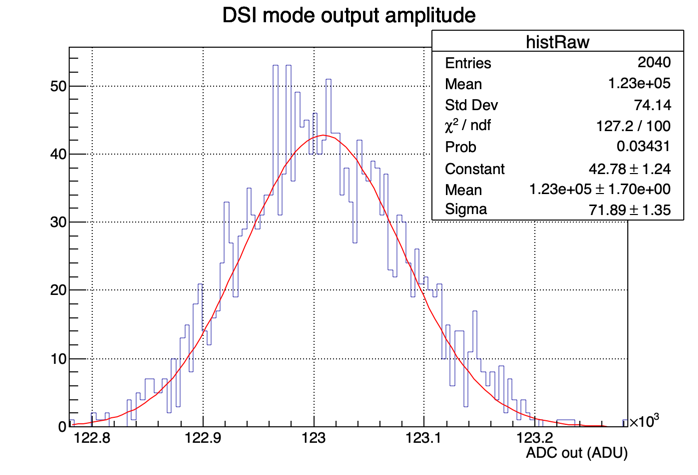 DSI mode output amplitude
histRaw
Entries 2040
Mean 1.23e+05
Std Dev 74.14
χ² / ndf 127.2 / 100
Prob 0.03431
Constant 42.78 ± 1.24
Mean 1.23e+05 ± 1.70e+00
Sigma 71.89 ± 1.35
50
40
30
20
10
0
122.8 122.9 123 123.1 123.2 ×10³
ADC out (ADU)